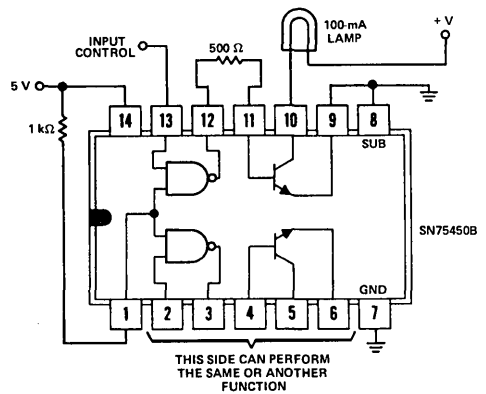 100-mA
LAMP
+ V
INPUT
CONTROL
500 Ω
5 V
1 kΩ
14 13 12 11 10 9 8
SUB
SN75450B
GND
1 2 3 4 5 6 7
THIS SIDE CAN PERFORM
THE SAME OR ANOTHER
FUNCTION